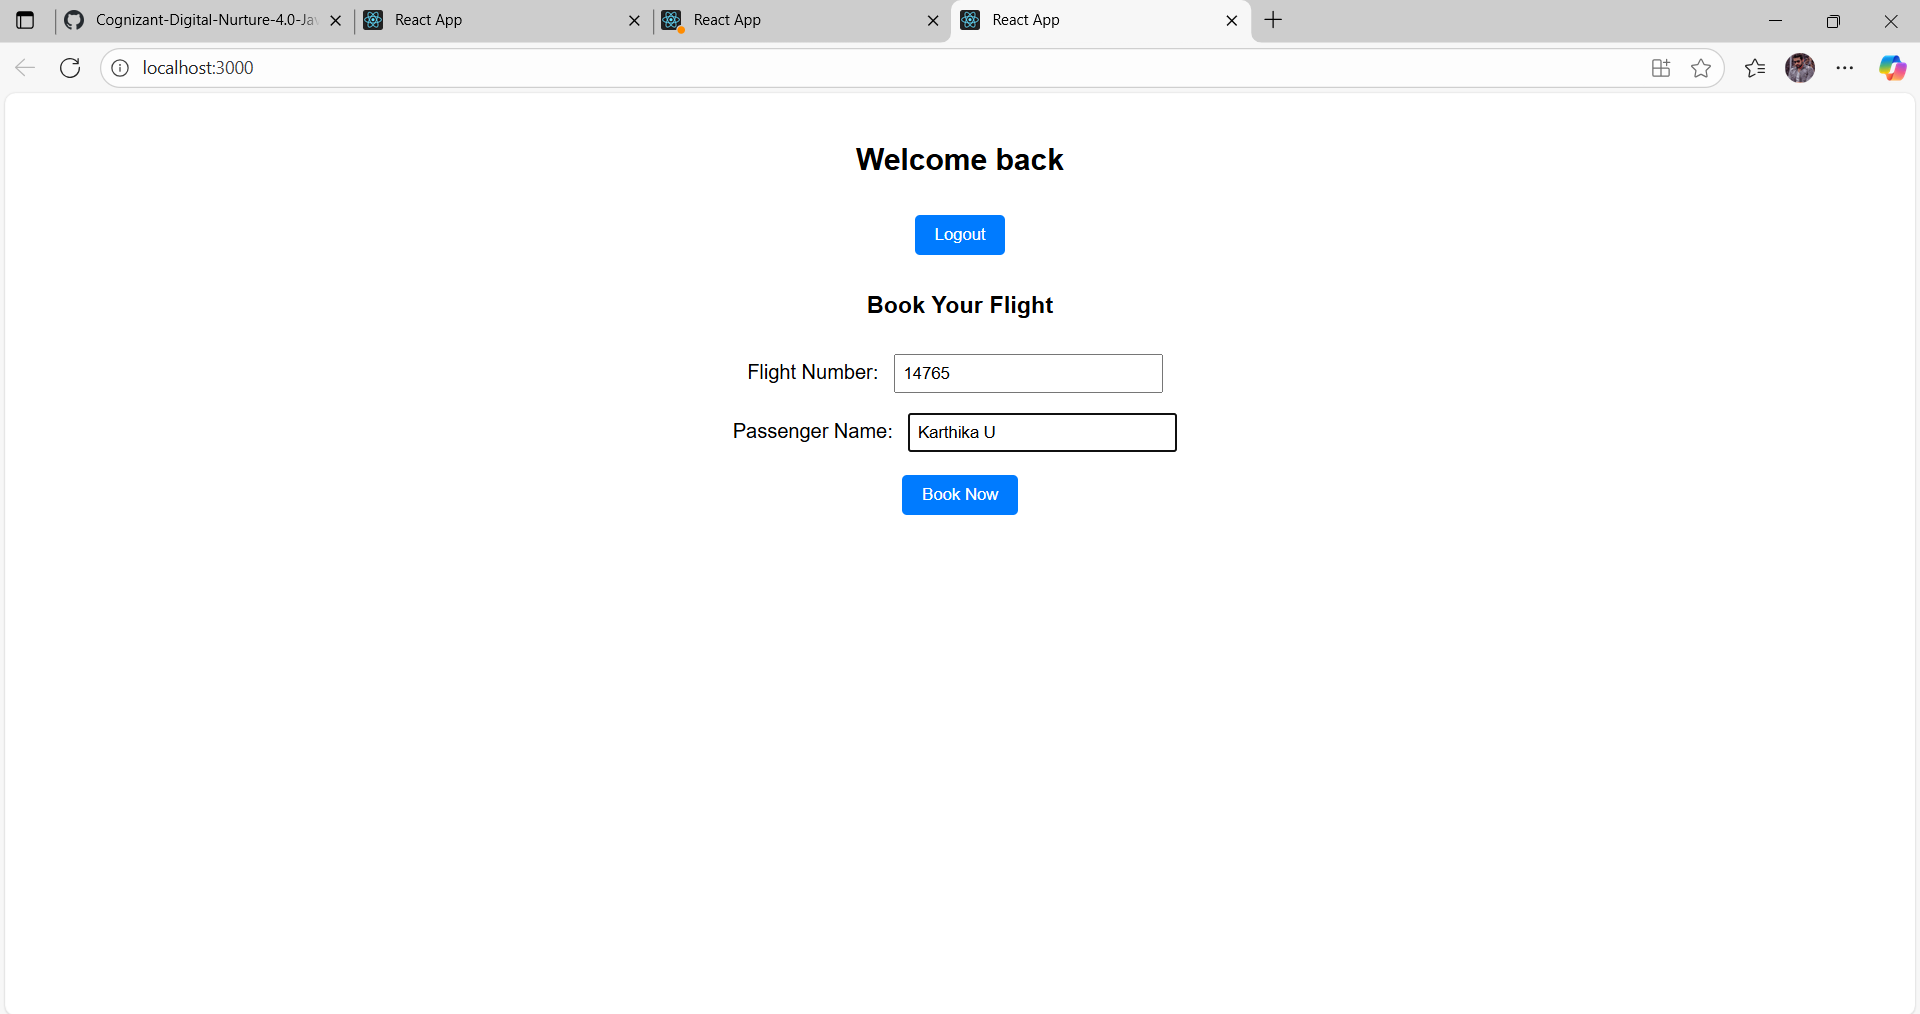 Cognizant-Digital-Nurture-4.0-Jav
React App
React App
React App
localhost:3000
Welcome back
Logout
Book Your Flight
Flight Number: 14765
Passenger Name: Karthika U
Book Now